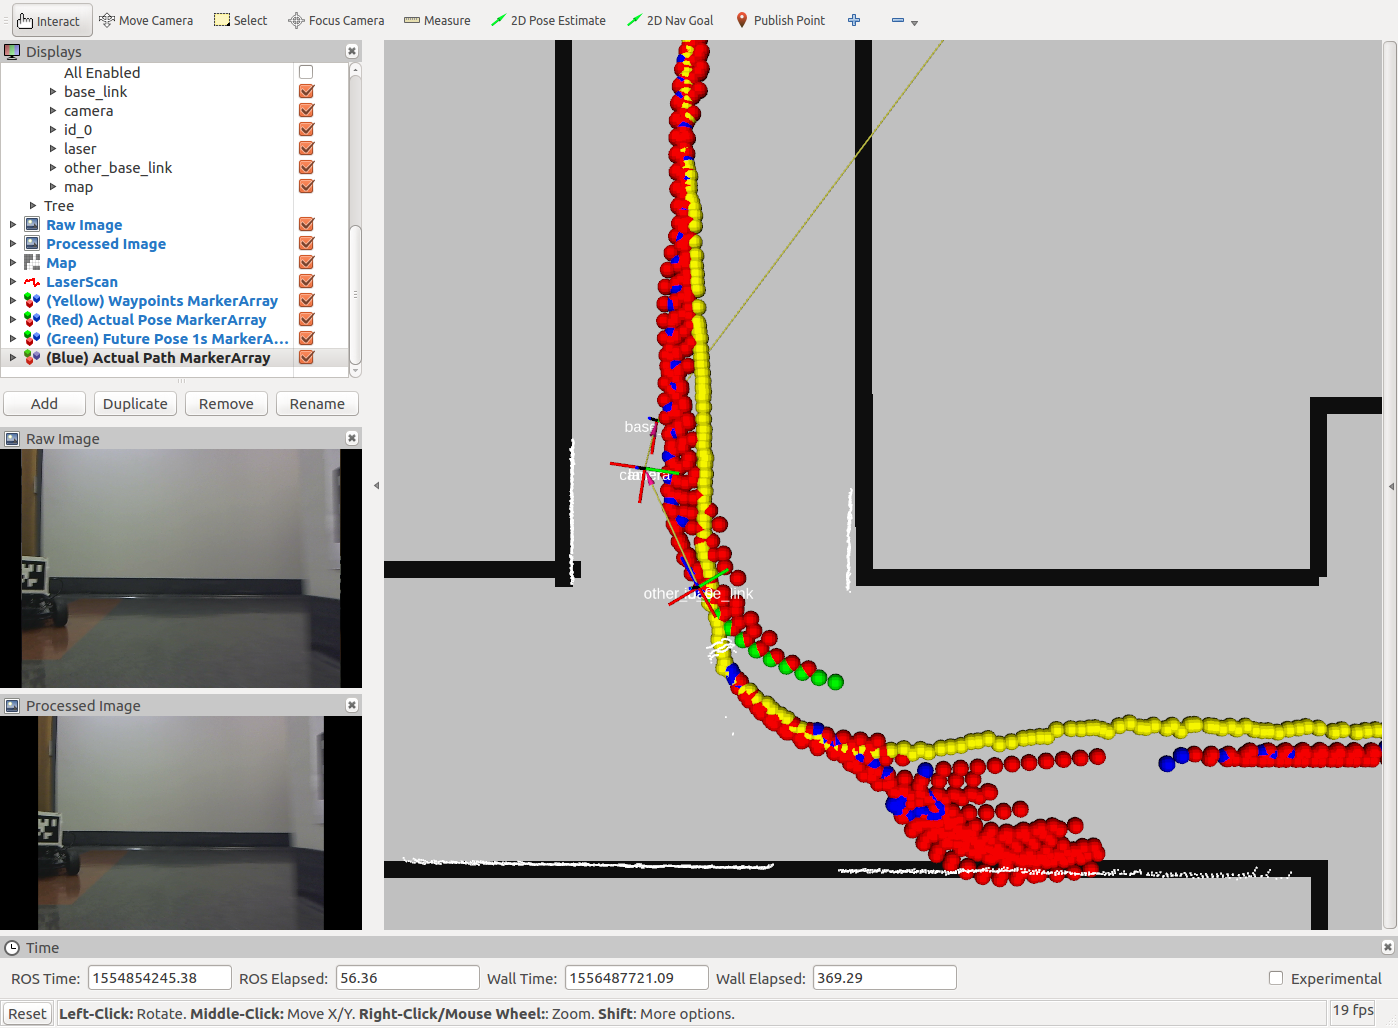 Interact Move Camera Select Focus Camera Measure 2D Pose Estimate 2D Nav Goal Publish Point
Displays
All Enabled
base_link
camera
id_0
laser
other_base_link
map
Tree
Raw Image
Processed Image
Map
LaserScan
(Yellow) Waypoints MarkerArray
(Red) Actual Pose MarkerArray
(Green) Future Pose 1s MarkerA...
(Blue) Actual Path MarkerArray
Add Duplicate Remove Rename
Raw Image
Processed Image
base
other_base_link
Time
ROS Time: 1554854245.38 ROS Elapsed: 56.36 Wall Time: 1556487721.09 Wall Elapsed: 369.29 Experimental
Reset Left-Click: Rotate. Middle-Click: Move X/Y. Right-Click/Mouse Wheel:: Zoom. Shift: More options. 19 fps